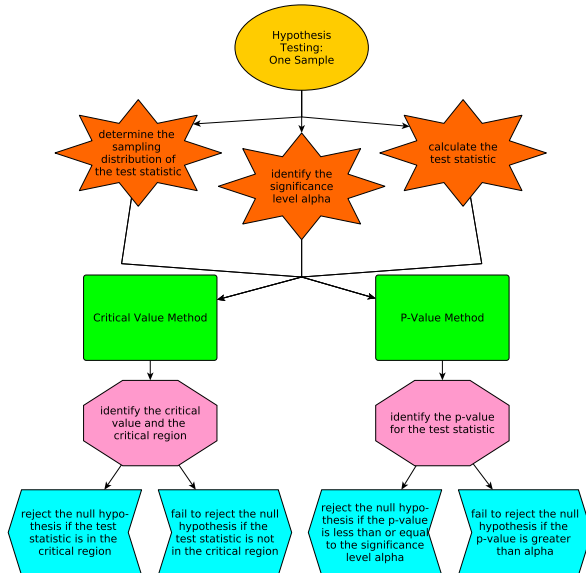 Hypothesis
Testing:
One Sample
determine the
sampling
distribution of
the test statistic
identify the
significance
level alpha
calculate the
test statistic
Critical Value Method
P-Value Method
identify the critical
value and the
critical region
identify the p-value
for the test statistic
reject the null hypo-
thesis if the test
statistic is in the
critical region
fail to reject the null
hypothesis if the
test statistic is not
in the critical region
reject the null hypo-
thesis if the p-value
is less than or equal
to the significance
level alpha
fail to reject the null
hypothesis if the
p-value is greater
than alpha